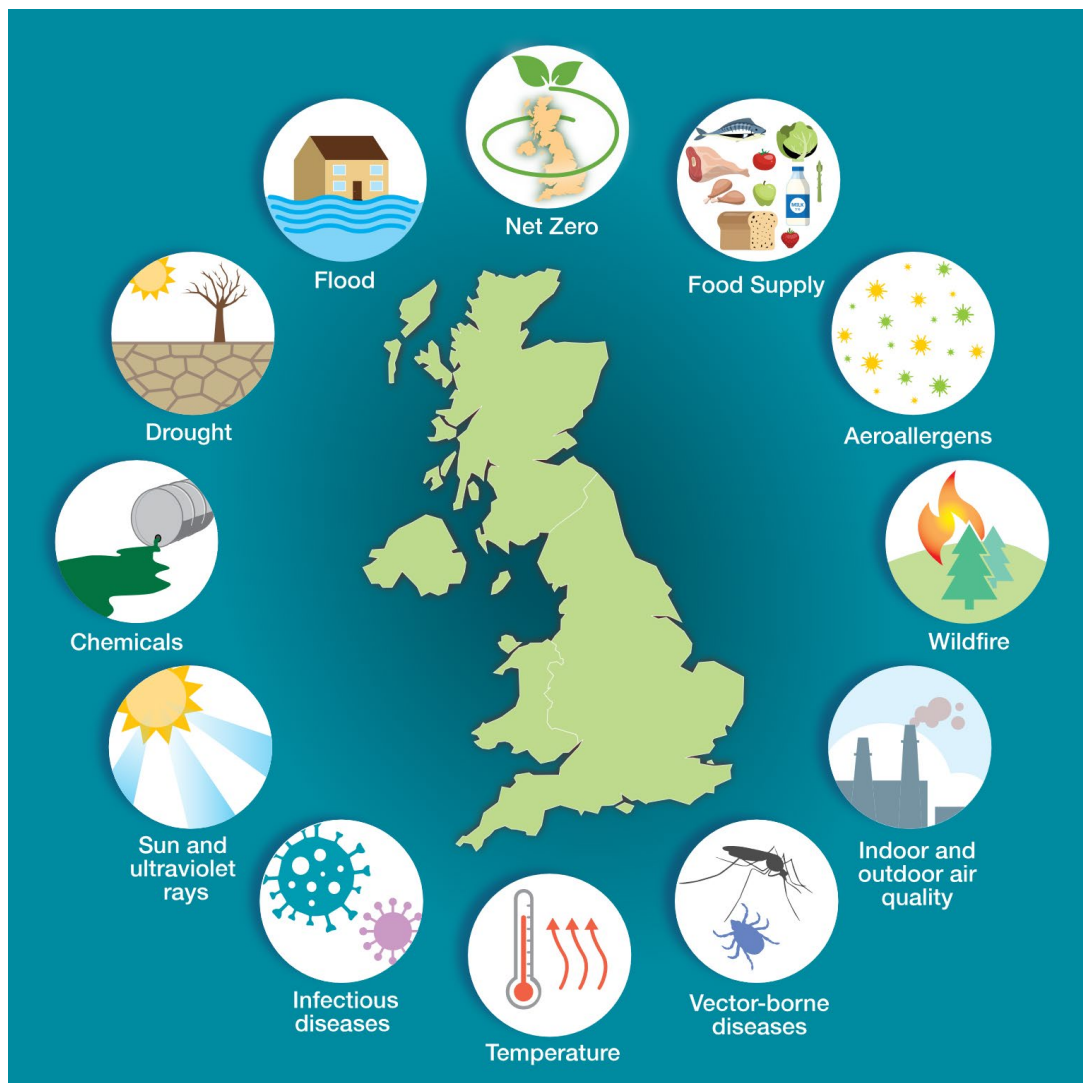 Net Zero
Food Supply
Aeroallergens
Wildfire
Indoor and
outdoor air
quality
Vector-borne
diseases
Temperature
Infectious
diseases
Sun and
ultraviolet
rays
Chemicals
Drought
Flood
MILK